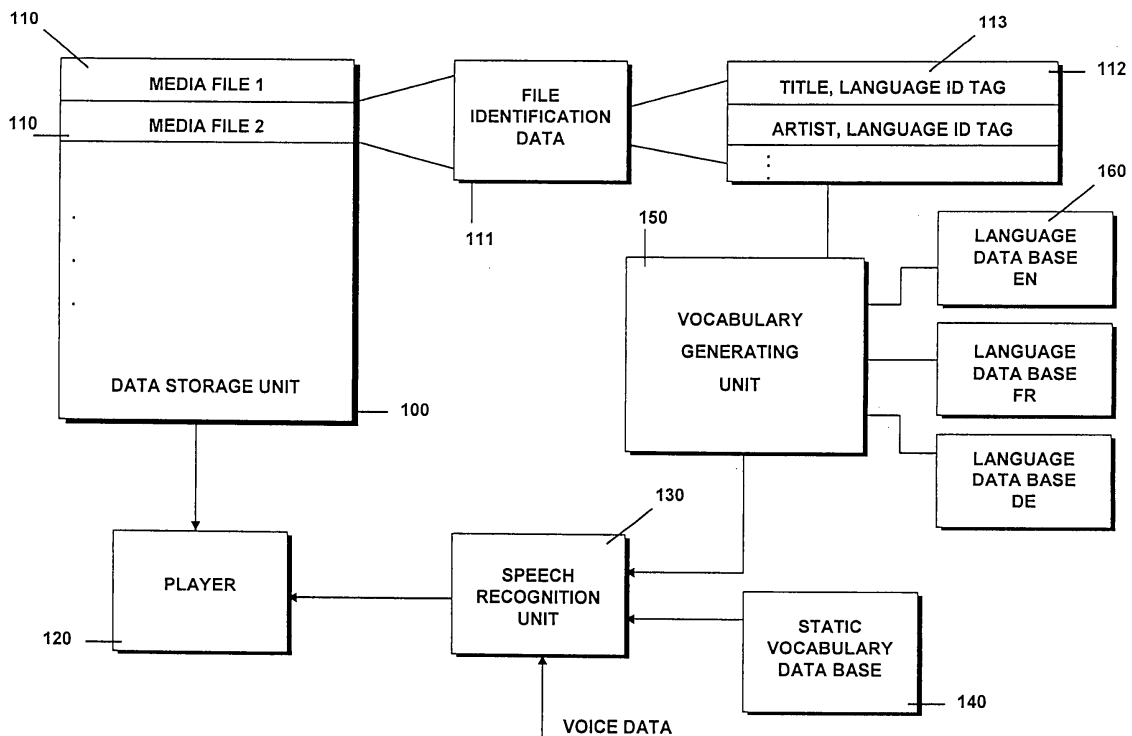 110
113
112
MEDIA FILE 1
FILE
IDENTIFICATION
DATA
TITLE, LANGUAGE ID TAG
110
MEDIA FILE 2
ARTIST, LANGUAGE ID TAG
111
160
150
LANGUAGE
DATA BASE
EN
VOCABULARY
GENERATING
UNIT
LANGUAGE
DATA BASE
FR
DATA STORAGE UNIT
100
LANGUAGE
DATA BASE
DE
130
PLAYER
120
SPEECH
RECOGNITION
UNIT
STATIC
VOCABULARY
DATA BASE
140
VOICE DATA